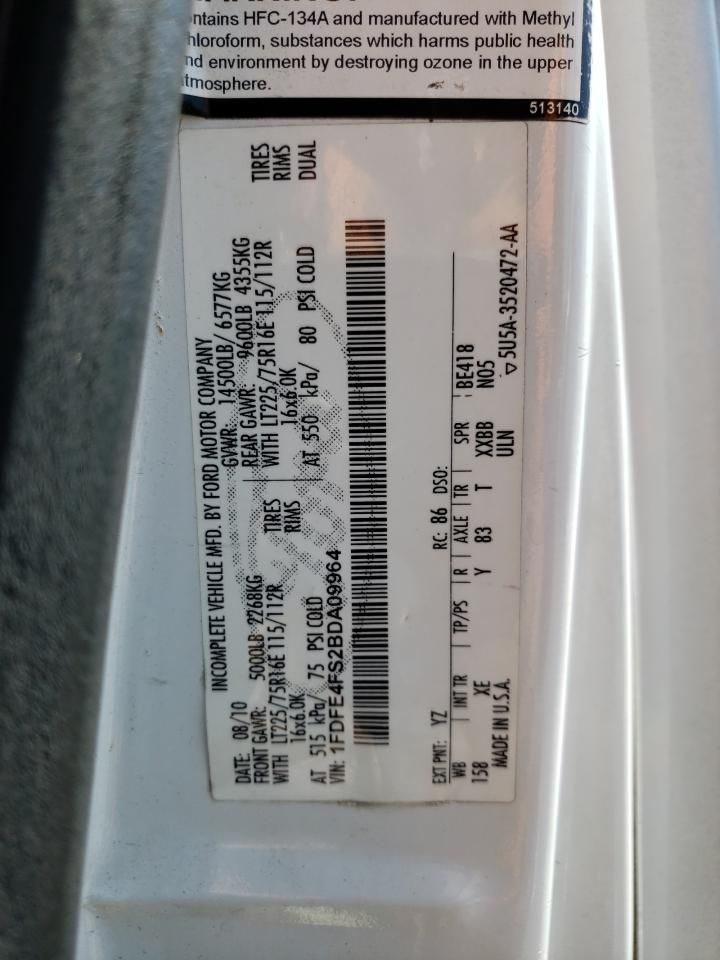 ontains HFC-134A and manufactured with Methyl
hloroform, substances which harms public health
nd environment by destroying ozone in the upper
tmosphere.
513140
INCOMPLETE VEHICLE MFD. BY FORD MOTOR COMPANY
DATE: 08/10 GVWR: 14500LB/ 6577KG
FRONT GAWR: 5000LB 2268KG REAR GAWR: 9600LB 4355KG
WITH LT225/75R16E 115/112R TIRES WITH LT225/75R16E 115/112R TIRES
16x6.0K RIMS 16x6.0K RIMS
AT 515 kPa/ 75 PSI COLD AT 550 kPa/ 80 PSI COLD DUAL
VIN: 1FDFE4FS2BDA09964
EXT PNT: YZ RC: 86 DSO:
WB INT TR TP/PS R AXLE TR SPR BE418
158 XE Y 83 T XXBB N05
MADE IN U.S.A. ULN ▽5U5A-3520472-AA